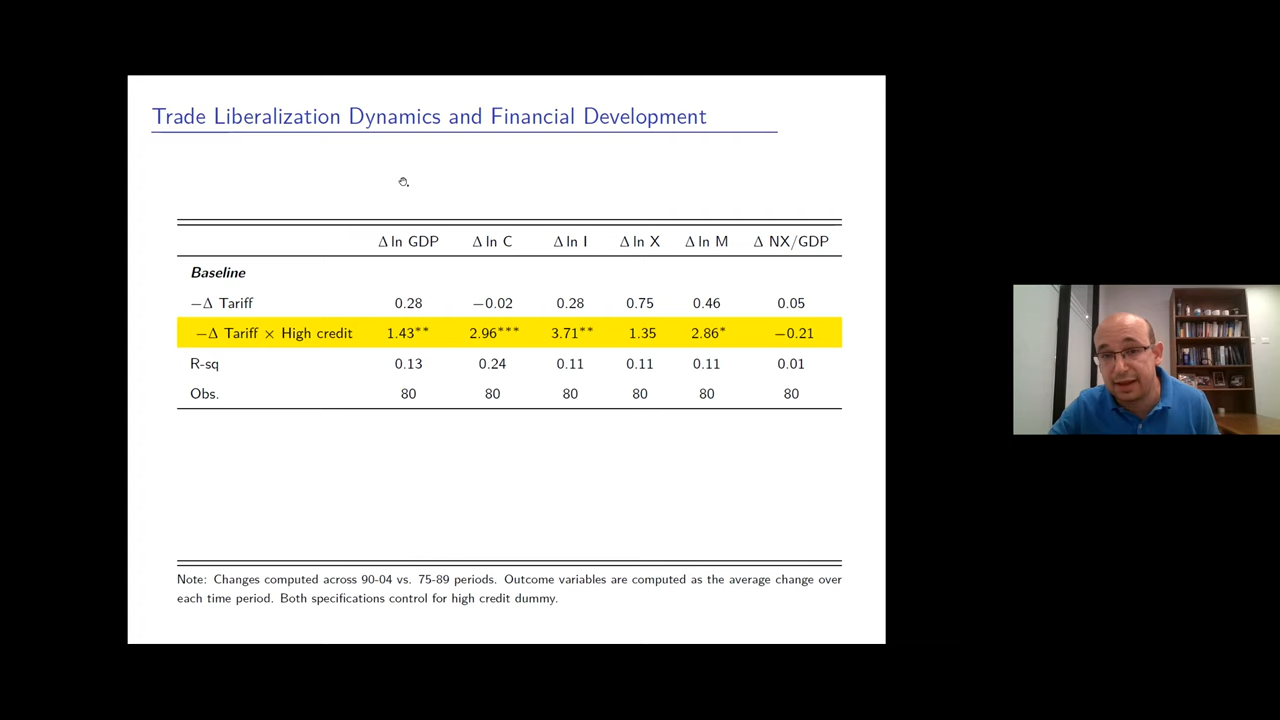 Trade Liberalization Dynamics and Financial Development
Δ ln GDP Δ ln C Δ ln I Δ ln X Δ ln M Δ NX/GDP
Baseline
−Δ Tariff 0.28 −0.02 0.28 0.75 0.46 0.05
−Δ Tariff × High credit 1.43** 2.96*** 3.71** 1.35 2.86* −0.21
R-sq 0.13 0.24 0.11 0.11 0.11 0.01
Obs. 80 80 80 80 80 80
Note: Changes computed across 90-04 vs. 75-89 periods. Outcome variables are computed as the average change over
each time period. Both specifications control for high credit dummy.